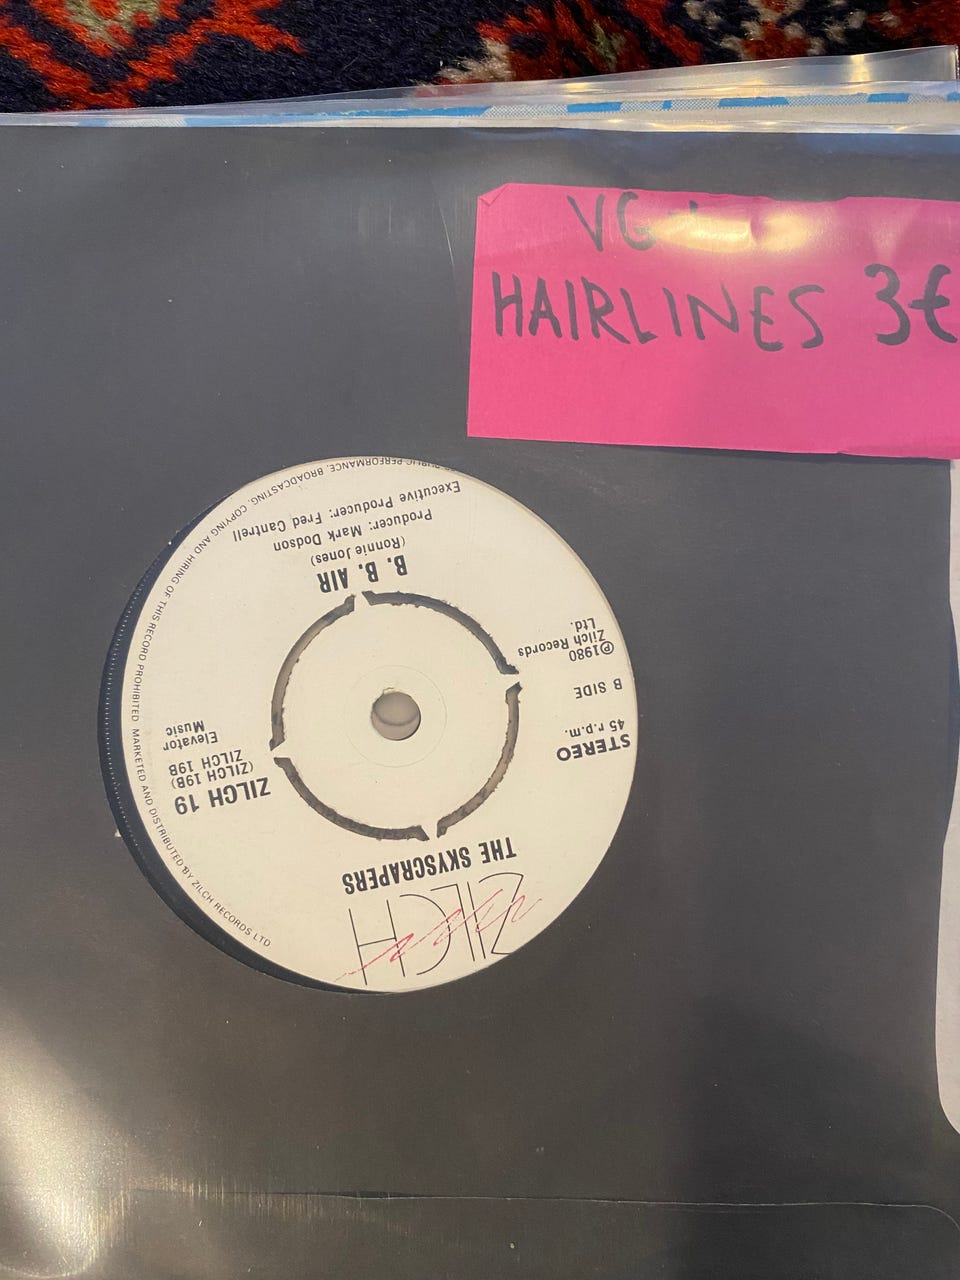 VG+
HAIRLINES 3€
ZILCH
THE SKYSCRAPERS
STEREO
45 r.p.m.
B SIDE
℗1980
Zilch Records
Ltd.
ZILCH 19
(ZILCH 19B)
ZILCH 19B
Elevator
Music
B. B. AIR
(Ronnie Jones)
Producer: Mark Dodson
Executive Producer: Fred Cantrell
PUBLIC PERFORMANCE, BROADCASTING, COPYING AND HIRING OF THIS RECORD PROHIBITED MARKETED AND DISTRIBUTED BY ZILCH RECORDS LTD